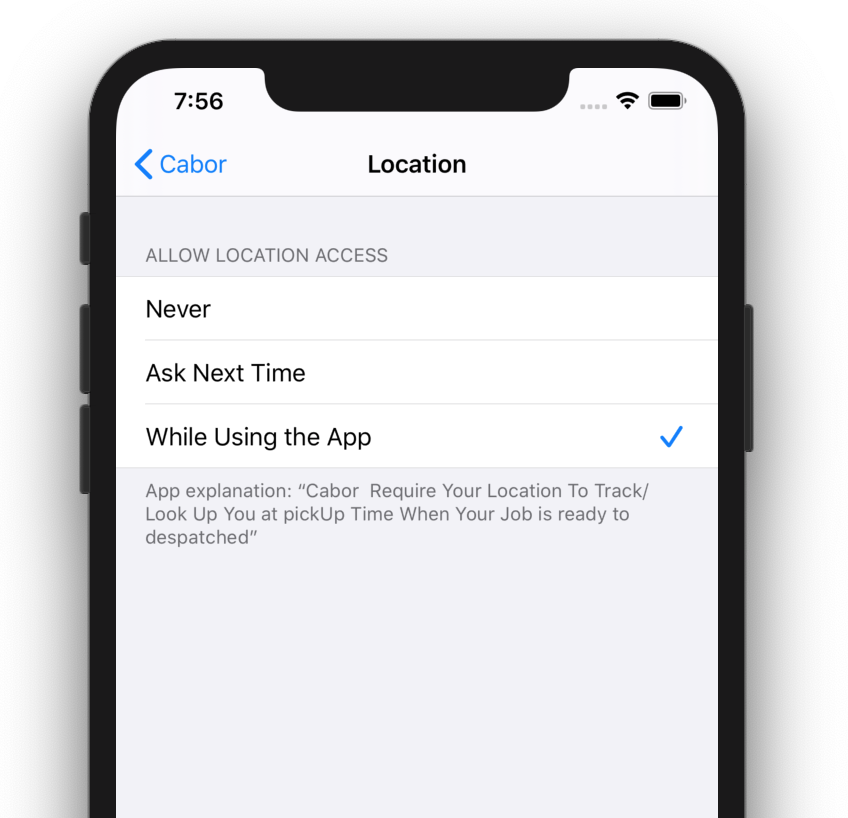 7:56
Cabor
Location
ALLOW LOCATION ACCESS
Never
Ask Next Time
While Using the App
App explanation: “Cabor  Require Your Location To Track/
Look Up You at pickUp Time When Your Job is ready to
despatched”